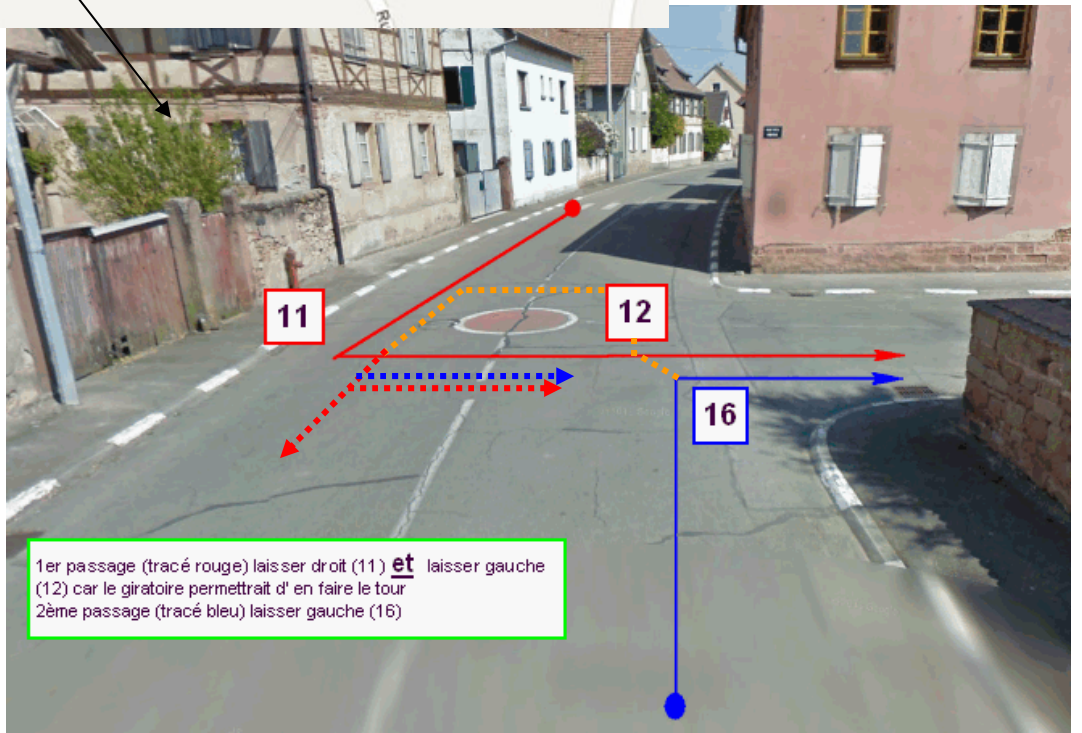 Ru
11
12
16
1er passage (tracé rouge) laisser droit (11) et laisser gauche
(12) car le giratoire permettrait d' en faire le tour
2ème passage (tracé bleu) laisser gauche (16)